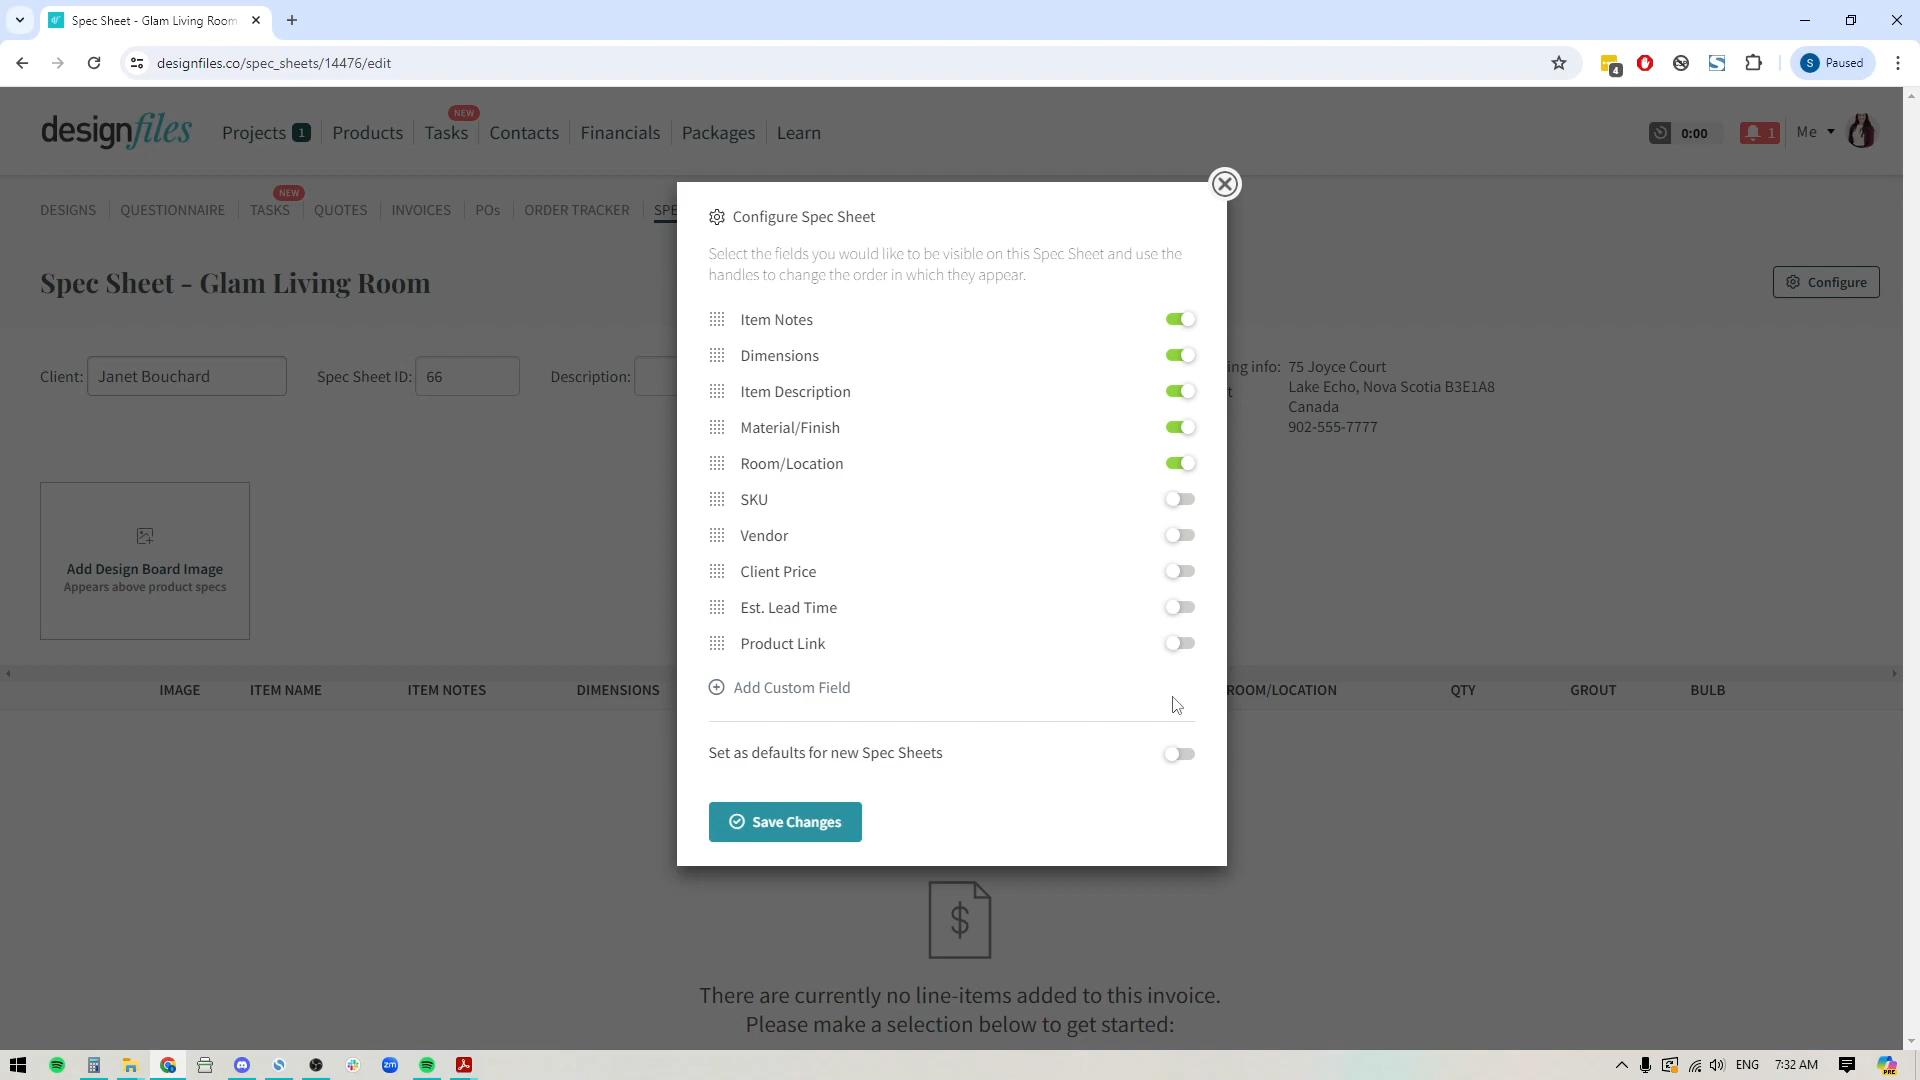 Spec Sheet - Glam Living Room
designfiles.co/spec_sheets/14476/edit
4
S Paused
designfiles
Projects 1
Products
NEW
Tasks
Contacts
Financials
Packages
Learn
0:00
1
Me
DESIGNS
QUESTIONNAIRE
NEW
TASKS
QUOTES
INVOICES
POs
ORDER TRACKER
SPE
Spec Sheet - Glam Living Room
Configure
Client: Janet Bouchard
Spec Sheet ID: 66
Description:
ing info: 75 Joyce Court
Lake Echo, Nova Scotia B3E1A8
Canada
902-555-7777
Add Design Board Image
Appears above product specs
IMAGE
ITEM NAME
ITEM NOTES
DIMENSIONS
ROOM/LOCATION
QTY
GROUT
BULB
Configure Spec Sheet
Select the fields you would like to be visible on this Spec Sheet and use the
handles to change the order in which they appear.
Item Notes
Dimensions
Item Description
Material/Finish
Room/Location
SKU
Vendor
Client Price
Est. Lead Time
Product Link
Add Custom Field
Set as defaults for new Spec Sheets
Save Changes
$
There are currently no line-items added to this invoice.
Please make a selection below to get started:
zm
ENG
7:32 AM
PRE